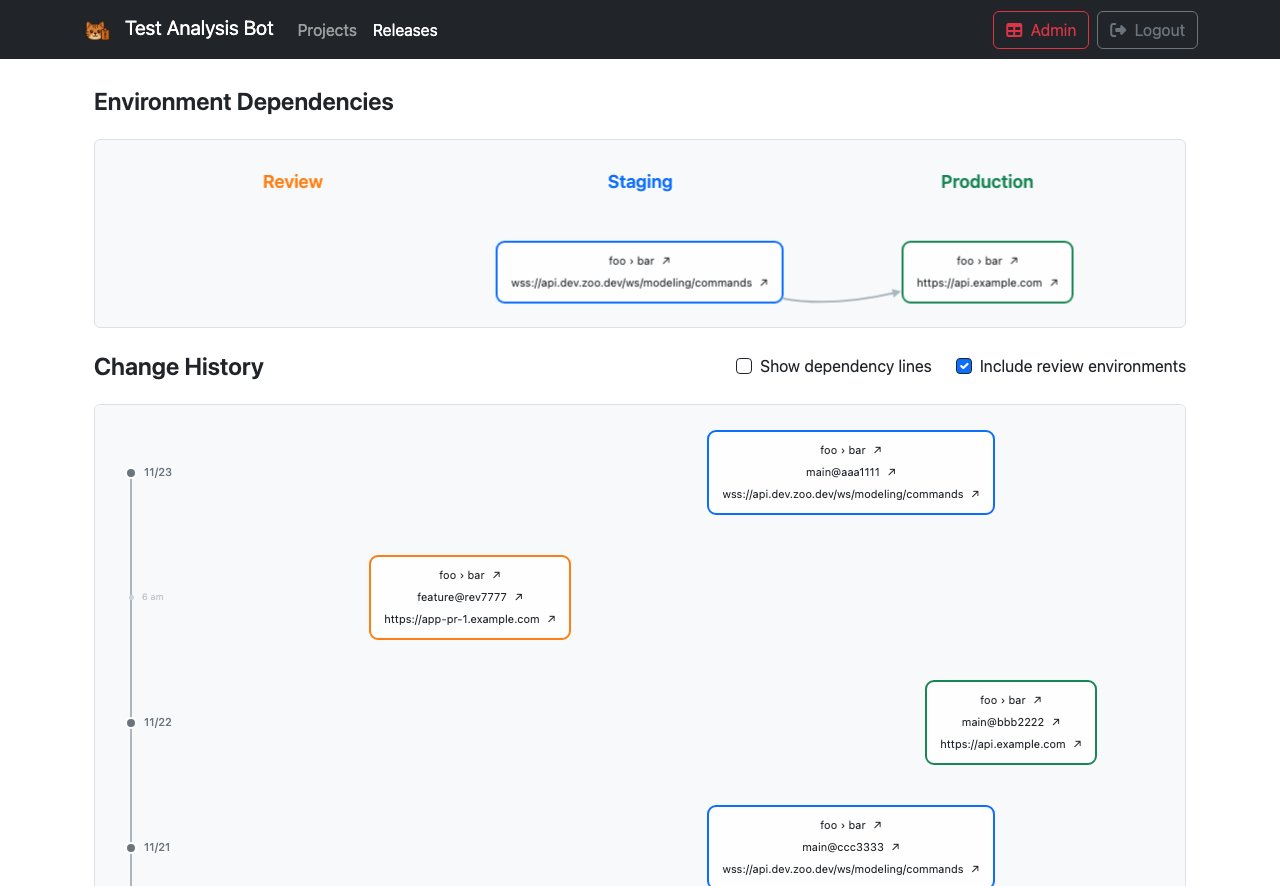 Test Analysis Bot Projects Releases Admin Logout
Environment Dependencies
Review Staging Production
foo › bar ↗
wss://api.dev.zoo.dev/ws/modeling/commands ↗
foo › bar ↗
https://api.example.com ↗
Change History
Show dependency lines Include review environments
11/23
foo › bar ↗
main@aaa1111 ↗
wss://api.dev.zoo.dev/ws/modeling/commands ↗
6 am
foo › bar ↗
feature@rev7777 ↗
https://app-pr-1.example.com ↗
11/22
foo › bar ↗
main@bbb2222 ↗
https://api.example.com ↗
11/21
foo › bar ↗
main@ccc3333 ↗
wss://api.dev.zoo.dev/ws/modeling/commands ↗